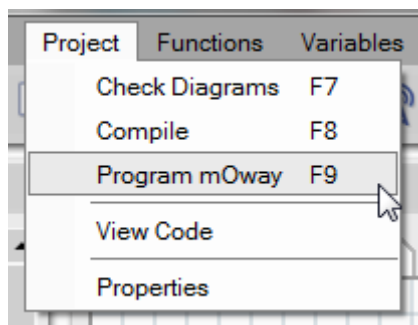 Project Functions Variables
Check Diagrams F7
Compile F8
Program mOway F9
View Code
Properties